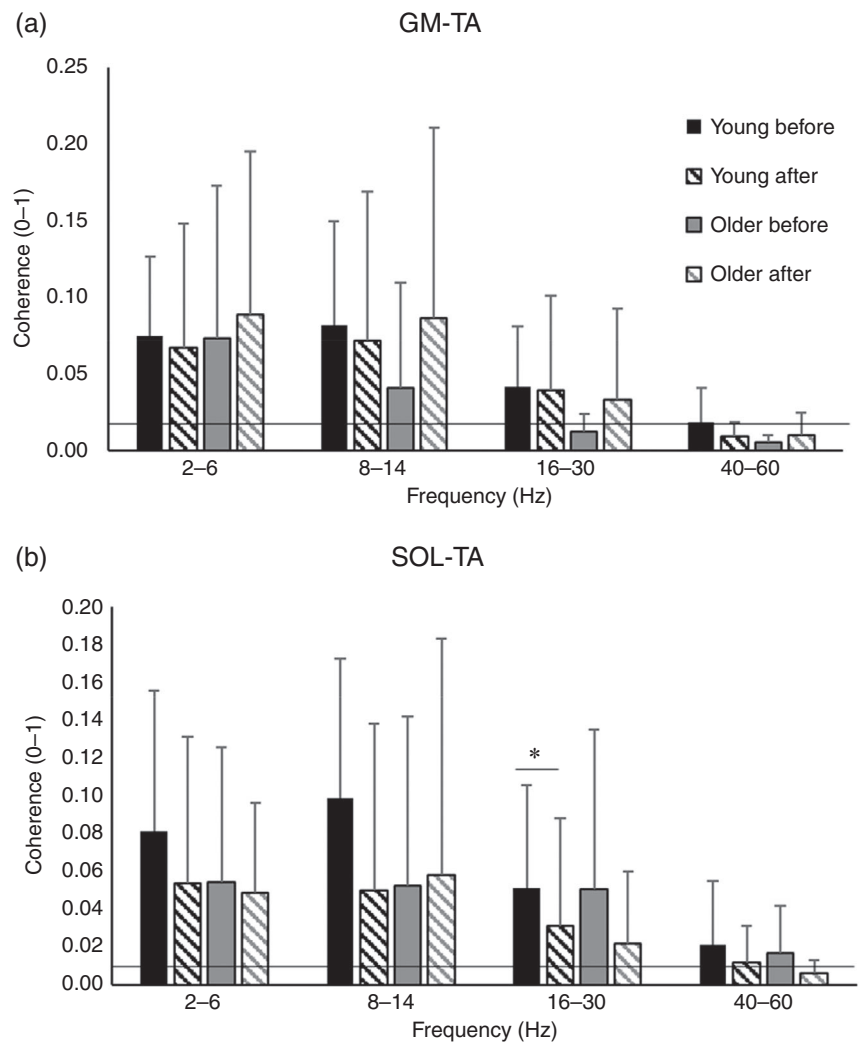 (a)
GM-TA
Coherence (0–1)
0.25
0.20
0.15
0.10
0.05
0.00
Young before
Young after
Older before
Older after
2–6
8–14
16–30
40–60
Frequency (Hz)
(b)
SOL-TA
Coherence (0–1)
0.20
0.18
0.16
0.14
0.12
0.10
0.08
0.06
0.04
0.02
0.00
*
2–6
8–14
16–30
40–60
Frequency (Hz)